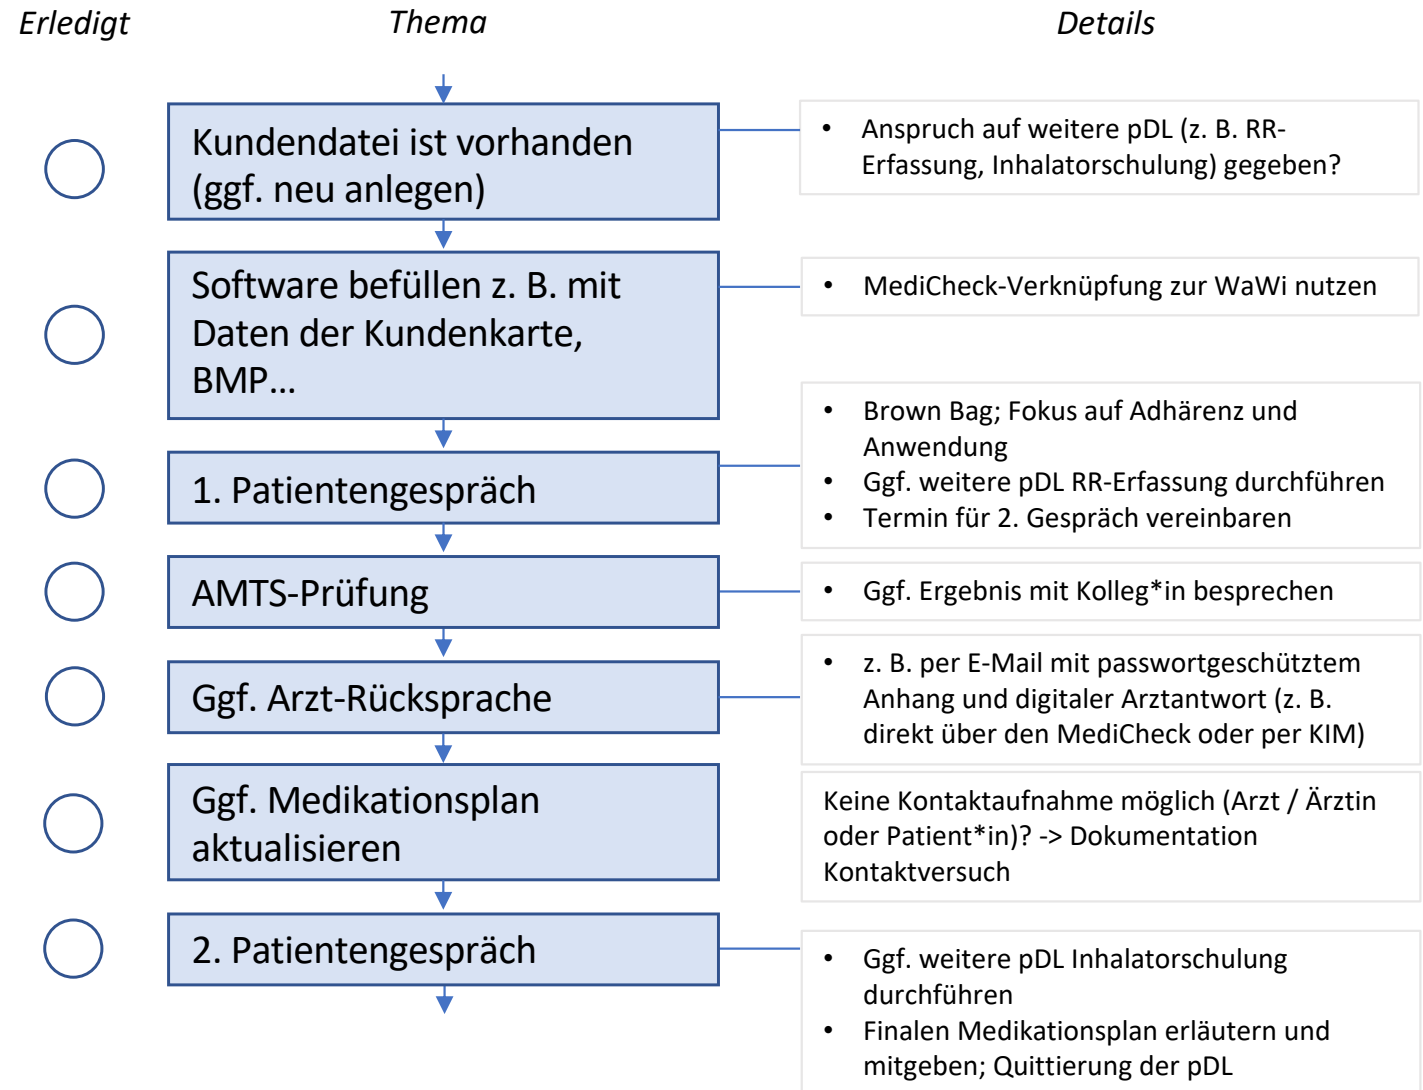 Erledigt
Thema
Details
Kundendatei ist vorhanden
(ggf. neu anlegen)
• Anspruch auf weitere pDL (z. B. RR-
Erfassung, Inhalatorschulung) gegeben?
Software befüllen z. B. mit
Daten der Kundenkarte,
BMP…
• MediCheck-Verknüpfung zur WaWi nutzen
1. Patientengespräch
• Brown Bag; Fokus auf Adhärenz und
Anwendung
• Ggf. weitere pDL RR-Erfassung durchführen
• Termin für 2. Gespräch vereinbaren
AMTS-Prüfung
• Ggf. Ergebnis mit Kolleg*in besprechen
Ggf. Arzt-Rücksprache
• z. B. per E-Mail mit passwortgeschütztem
Anhang und digitaler Arztantwort (z. B.
direkt über den MediCheck oder per KIM)
Ggf. Medikationsplan
aktualisieren
Keine Kontaktaufnahme möglich (Arzt / Ärztin
oder Patient*in)? -> Dokumentation
Kontaktversuch
2. Patientengespräch
• Ggf. weitere pDL Inhalatorschulung
durchführen
• Finalen Medikationsplan erläutern und
mitgeben; Quittierung der pDL